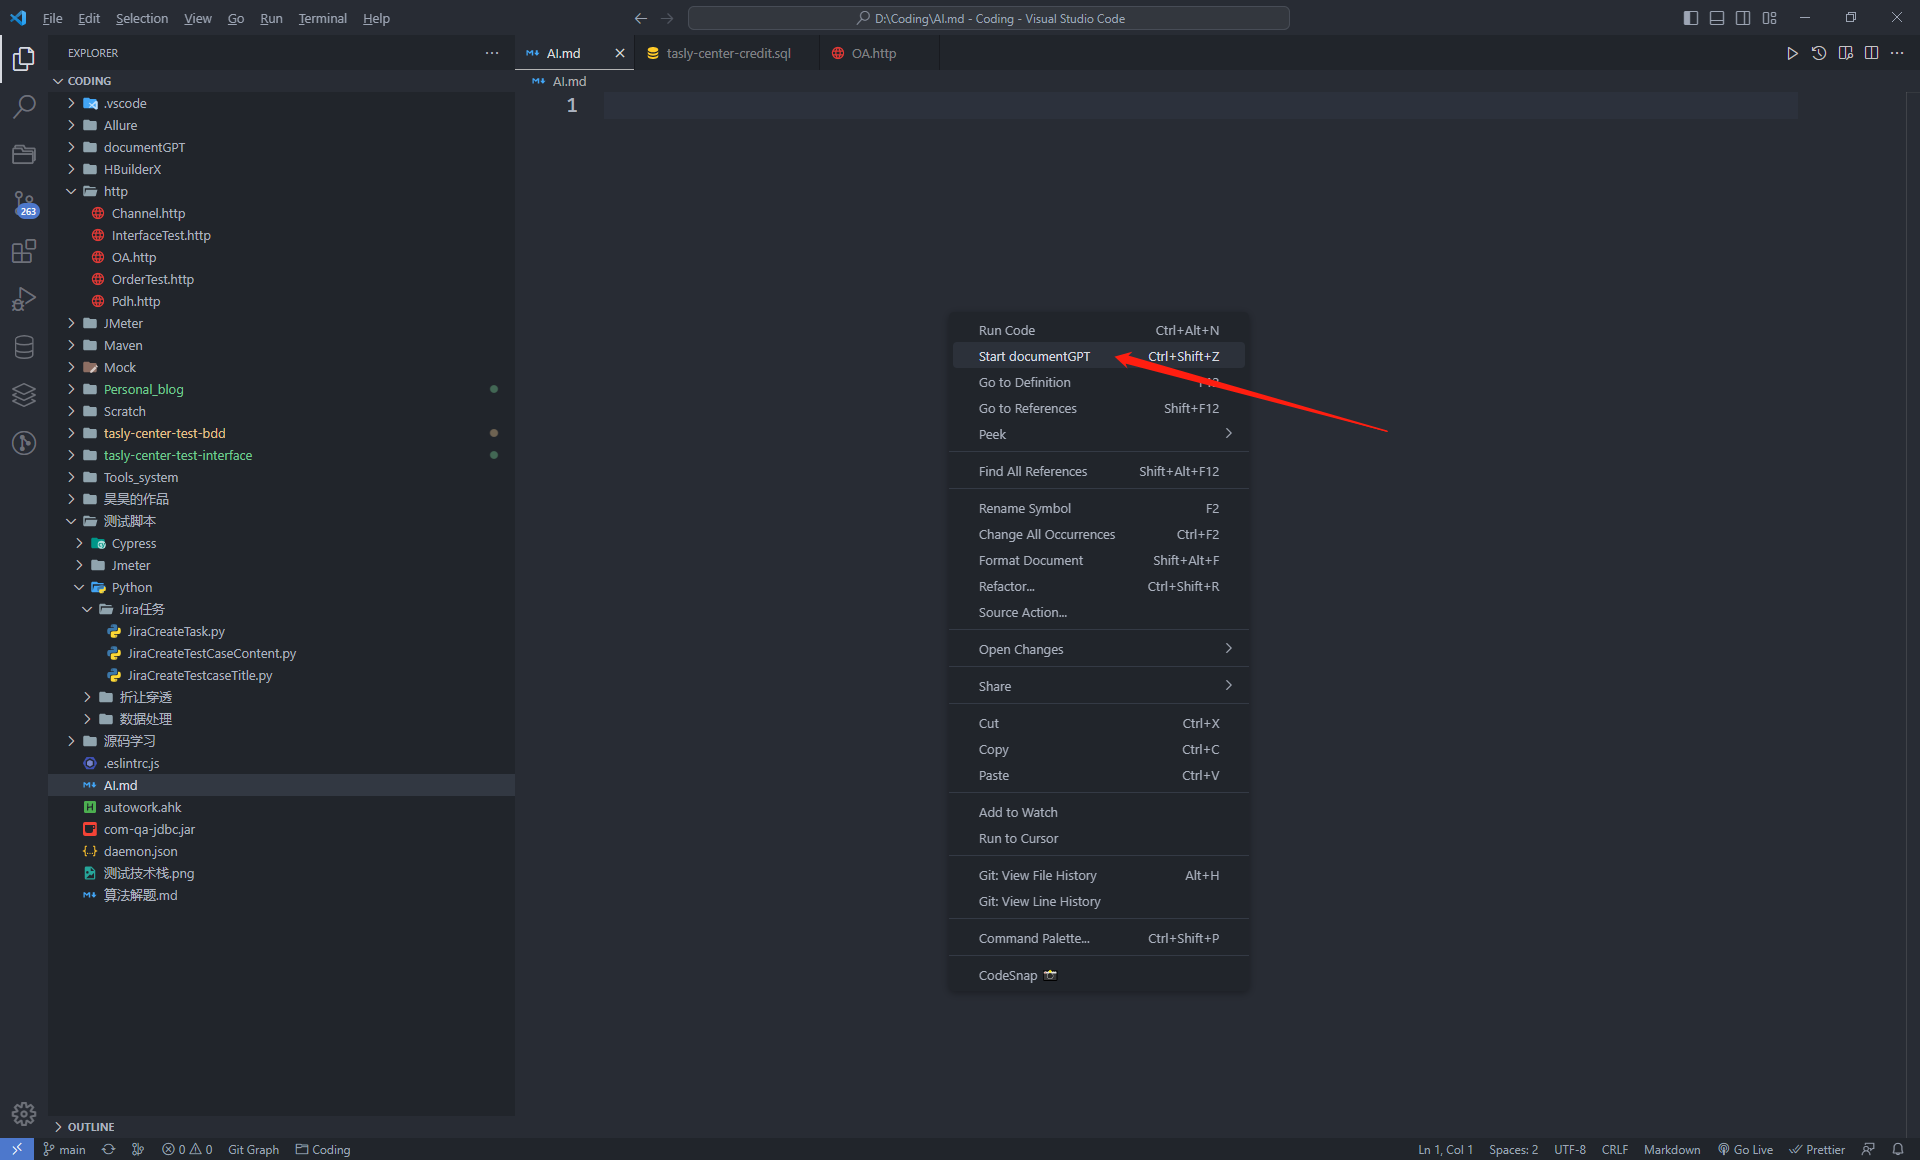 File Edit Selection View Go Run Terminal Help
D:\Coding\AI.md - Coding - Visual Studio Code
EXPLORER
AI.md
tasly-center-credit.sql
OA.http
CODING
AI.md
1
.vscode
Allure
documentGPT
HBuilderX
http
Channel.http
InterfaceTest.http
OA.http
OrderTest.http
Pdh.http
JMeter
Maven
Mock
Personal_blog
Scratch
tasly-center-test-bdd
tasly-center-test-interface
Tools_system
昊昊的作品
测试脚本
Cypress
Jmeter
Python
Jira任务
JiraCreateTask.py
JiraCreateTestCaseContent.py
JiraCreateTestcaseTitle.py
折让穿透
数据处理
源码学习
.eslintrc.js
AI.md
autowork.ahk
com-qa-jdbc.jar
daemon.json
测试技术栈.png
算法解题.md
OUTLINE
263
Run Code Ctrl+Alt+N
Start documentGPT Ctrl+Shift+Z
Go to Definition F12
Go to References Shift+F12
Peek
Find All References Shift+Alt+F12
Rename Symbol F2
Change All Occurrences Ctrl+F2
Format Document Shift+Alt+F
Refactor... Ctrl+Shift+R
Source Action...
Open Changes
Share
Cut Ctrl+X
Copy Ctrl+C
Paste Ctrl+V
Add to Watch
Run to Cursor
Git: View File History Alt+H
Git: View Line History
Command Palette... Ctrl+Shift+P
CodeSnap 📸
main 0 0 Git Graph Coding Ln 1, Col 1 Spaces: 2 UTF-8 CRLF Markdown Go Live Prettier